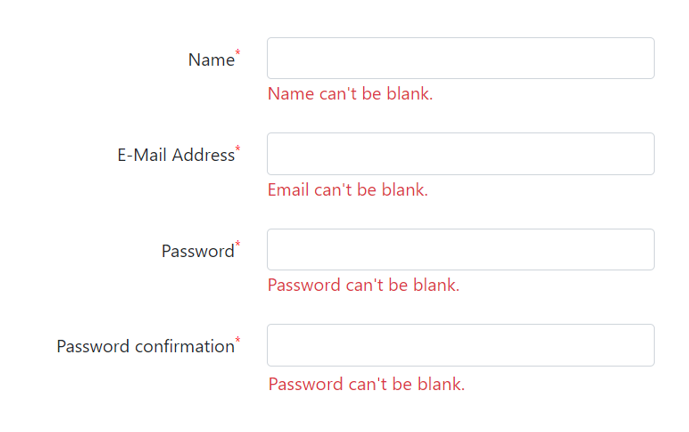 Name*
Name can't be blank.
E-Mail Address*
Email can't be blank.
Password*
Password can't be blank.
Password confirmation*
Password can't be blank.